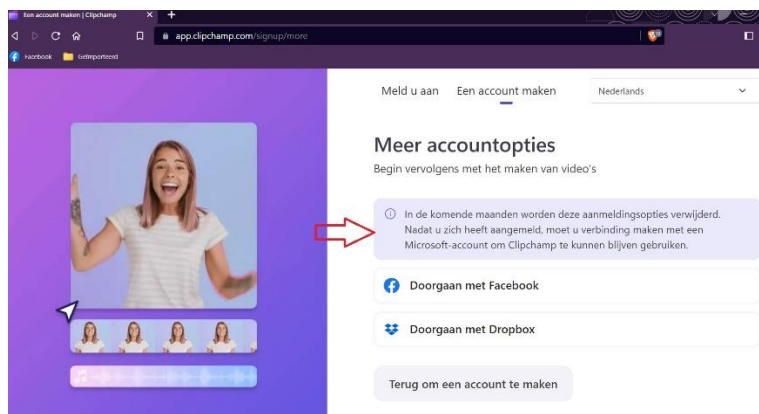 Een account maken | Clipchamp
app.clipchamp.com/signup/more
Facebook Geïmporteerd
Meld u aan Een account maken Nederlands
Meer accountopties
Begin vervolgens met het maken van video's
In de komende maanden worden deze aanmeldingsopties verwijderd.
Nadat u zich heeft aangemeld, moet u verbinding maken met een
Microsoft-account om Clipchamp te kunnen blijven gebruiken.
Doorgaan met Facebook
Doorgaan met Dropbox
Terug om een account te maken